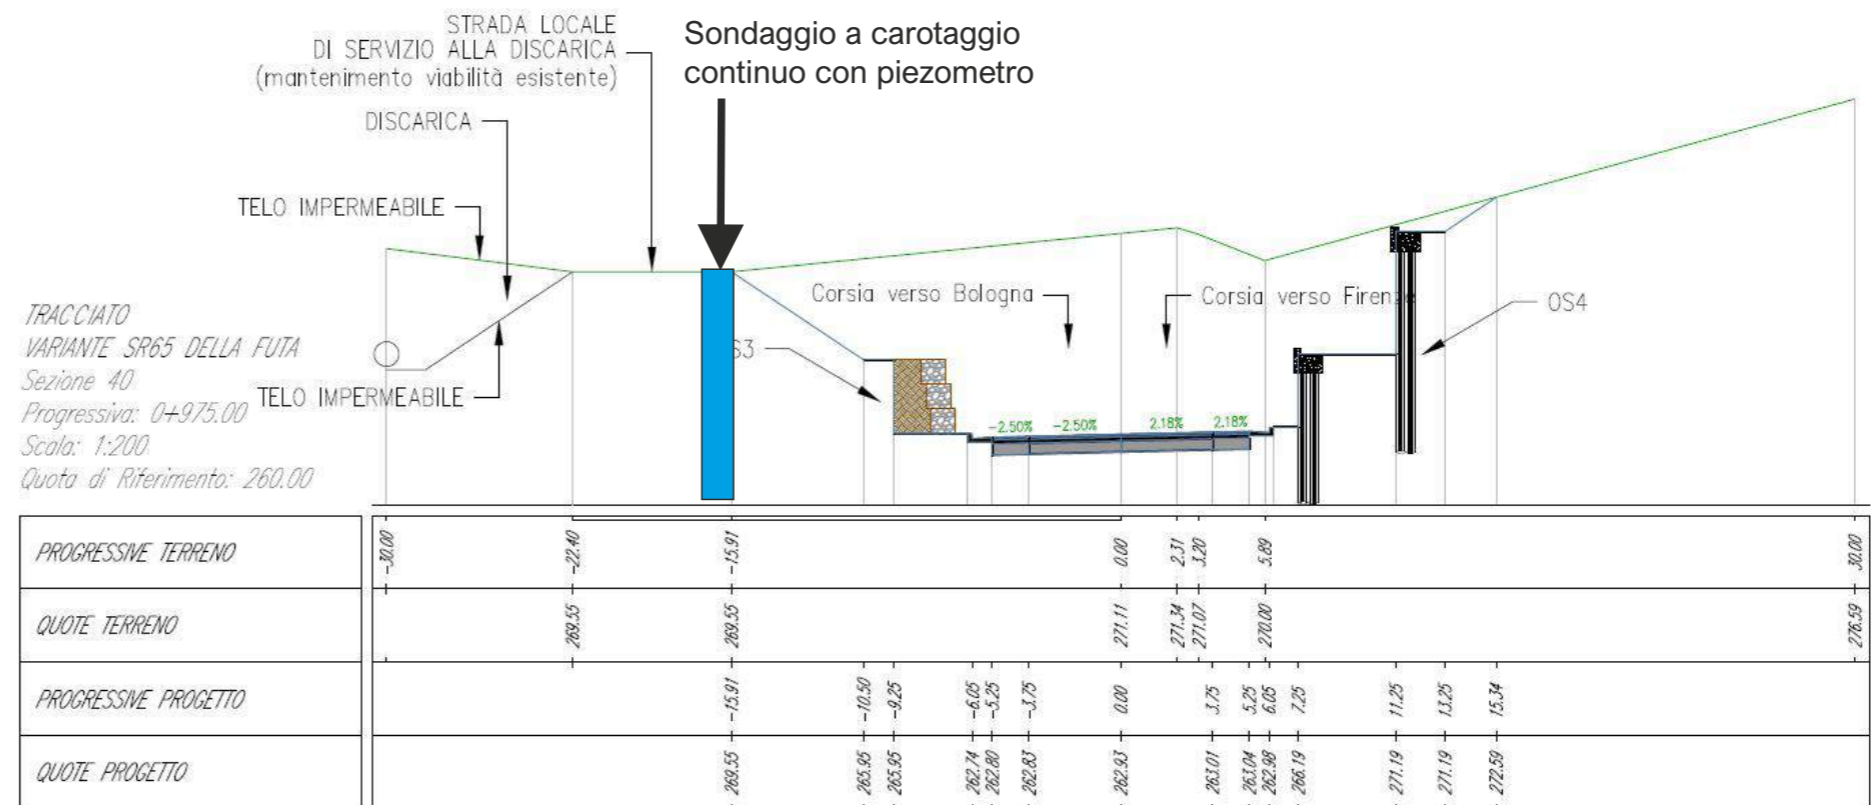 STRADA LOCALE
DI SERVIZIO ALLA DISCARICA
(mantenimento viabilità esistente)
Sondaggio a carotaggio
continuo con piezometro
DISCARICA
TELO IMPERMEABILE
Corsia verso Bologna
Corsia verso Firenze
OS4
S3
TRACCIATO
VARIANTE SR65 DELLA FUTA
Sezione 40
Progressiva: 0+975.00
Scala: 1:200
Quota di Riferimento: 260.00
TELO IMPERMEABILE
-2.50% -2.50% 2.18% 2.18%
PROGRESSIVE TERRENO -30.00 -22.40 -15.91 0.00 2.31 3.20 5.89 30.00
QUOTE TERRENO 269.55 269.55 271.11 271.34 271.07 270.00 276.59
PROGRESSIVE PROGETTO -15.91 -10.50 -9.25 -6.05 -5.25 -3.75 0.00 3.75 5.25 6.05 7.25 11.25 13.25 15.34
QUOTE PROGETTO 269.55 265.95 265.95 262.74 262.80 262.83 262.93 263.01 263.04 262.98 266.19 271.19 271.19 272.59